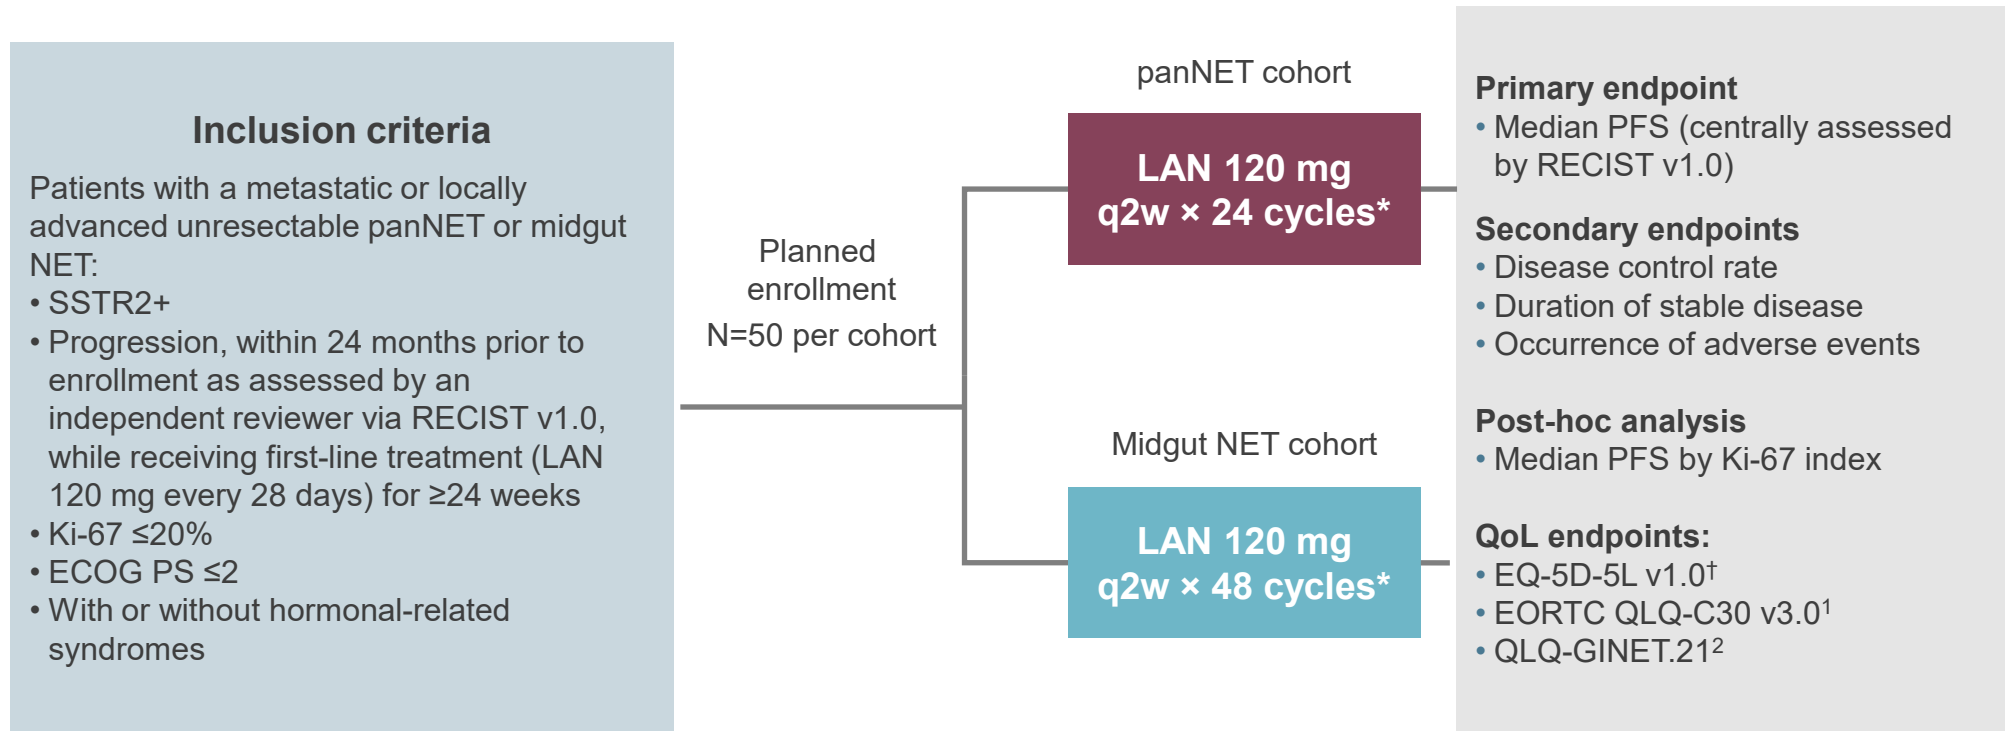 Inclusion criteria
Patients with a metastatic or locally
advanced unresectable panNET or midgut
NET:
• SSTR2+
• Progression, within 24 months prior to
enrollment as assessed by an
independent reviewer via RECIST v1.0,
while receiving first-line treatment (LAN
120 mg every 28 days) for ≥24 weeks
• Ki-67 ≤20%
• ECOG PS ≤2
• With or without hormonal-related
syndromes
Planned
enrollment
N=50 per cohort
panNET cohort
LAN 120 mg
q2w × 24 cycles*
Midgut NET cohort
LAN 120 mg
q2w × 48 cycles*
Primary endpoint
• Median PFS (centrally assessed
by RECIST v1.0)
Secondary endpoints
• Disease control rate
• Duration of stable disease
• Occurrence of adverse events
Post-hoc analysis
• Median PFS by Ki-67 index
QoL endpoints:
• EQ-5D-5L v1.0†
• EORTC QLQ-C30 v3.0¹
• QLQ-GINET.21²